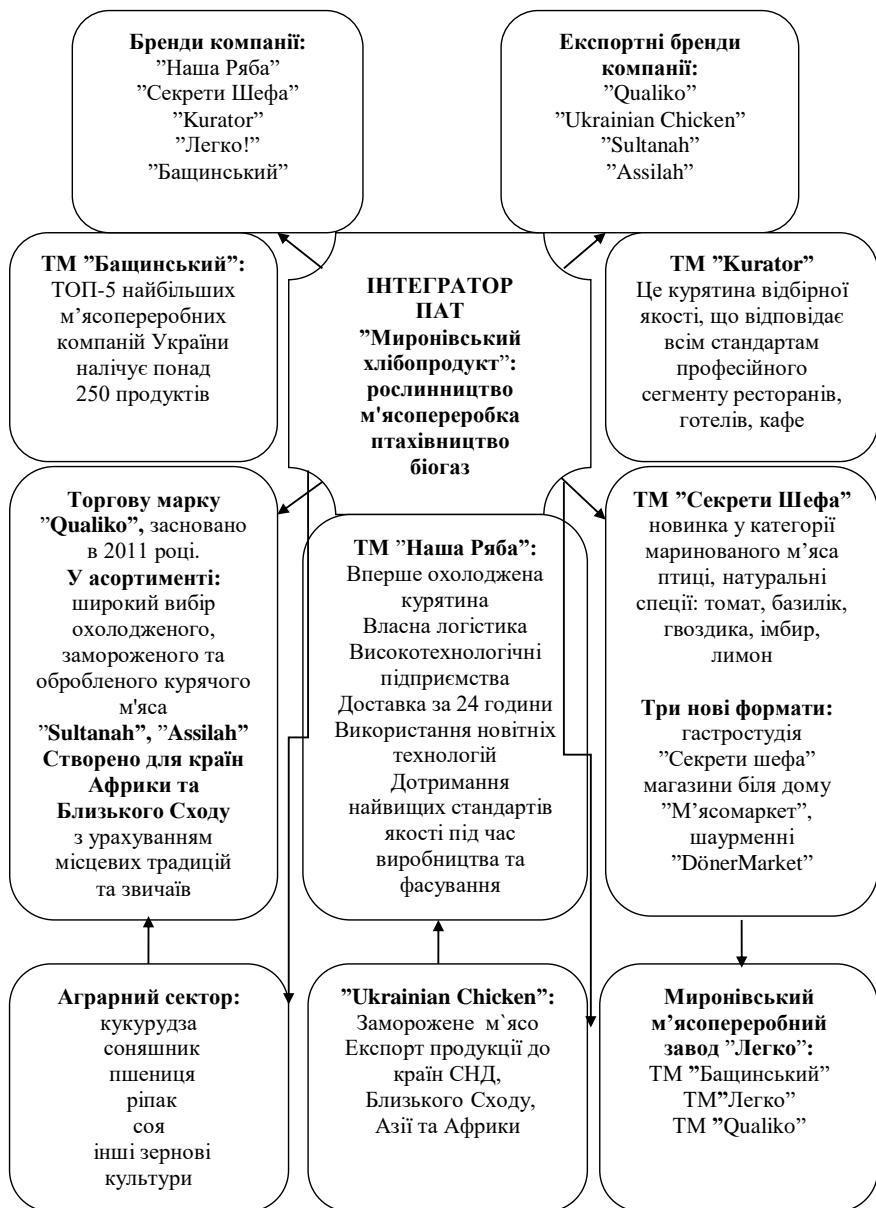 Бренди компанії:
”Наша Ряба”
”Секрети Шефа”
”Kurator”
”Легко!”
”Бащинський”
Експортні бренди
компанії:
”Qualiko”
”Ukrainian Chicken”
”Sultanah”
”Assilah”
ТМ ”Бащинський”:
ТОП-5 найбільших
м’ясопереробних
компаній України
налічує понад
250 продуктів
ІНТЕГРАТОР
ПАТ
”Миронівський
хлібопродукт”:
рослинництво
м'ясопереробка
птахівництво
біогаз
ТМ ”Kurator”
Це курятина відбірної
якості, що відповідає
всім стандартам
професійного
сегменту ресторанів,
готелів, кафе
Торгову марку
”Qualiko”, засновано
в 2011 році.
У асортименті:
широкий вибір
охолодженого,
замороженого та
обробленого курячого
м'яса
”Sultanah”, ”Assilah”
Створено для країн
Африки та
Близького Сходу
з урахуванням
місцевих традицій
та звичаїв
ТМ ”Наша Ряба”:
Вперше охолоджена
курятина
Власна логістика
Високотехнологічні
підприємства
Доставка за 24 години
Використання новітніх
технологій
Дотримання
найвищих стандартів
якості під час
виробництва та
фасування
ТМ ”Секрети Шефа”
новинка у категорії
маринованого м’яса
птиці, натуральні
спеції: томат, базилік,
гвоздика, імбир,
лимон
Три нові формати:
гастростудія
”Секрети шефа”
магазини біля дому
”М’ясомаркет”,
шаурменні
”DönerMarket”
Аграрний сектор:
кукурудза
соняшник
пшениця
ріпак
соя
інші зернові
культури
”Ukrainian Chicken”:
Заморожене м`ясо
Експорт продукції до
країн СНД,
Близького Сходу,
Азії та Африки
Миронівський
м’ясопереробний
завод ”Легко”:
ТМ ”Бащинський”
ТМ”Легко”
ТМ ”Qualiko”